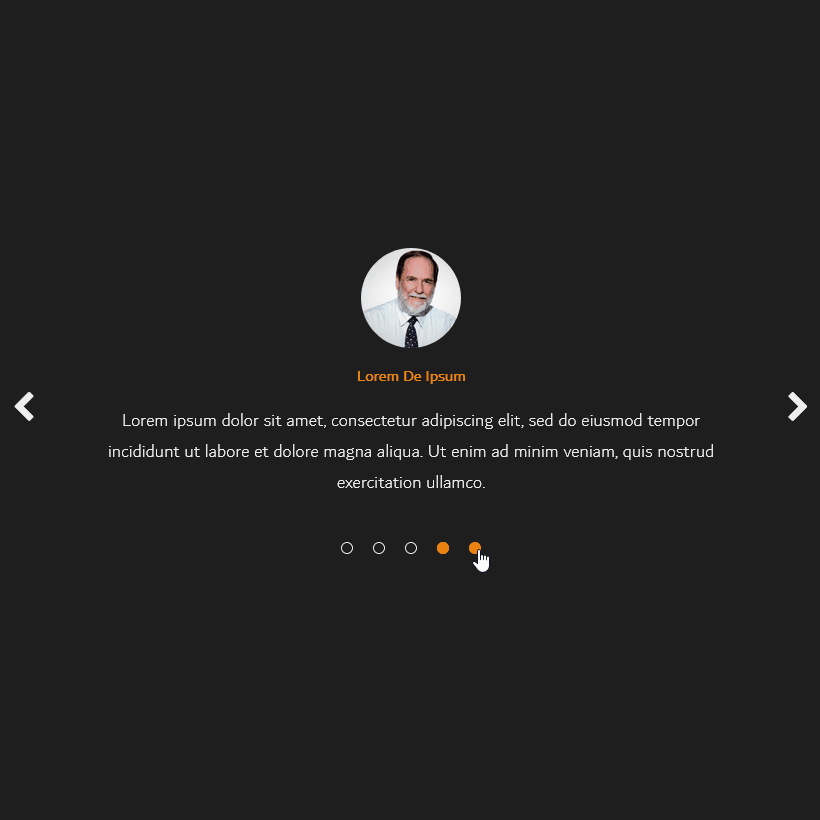 Lorem De Ipsum
Lorem ipsum dolor sit amet, consectetur adipiscing elit, sed do eiusmod tempor
incididunt ut labore et dolore magna aliqua. Ut enim ad minim veniam, quis nostrud
exercitation ullamco.